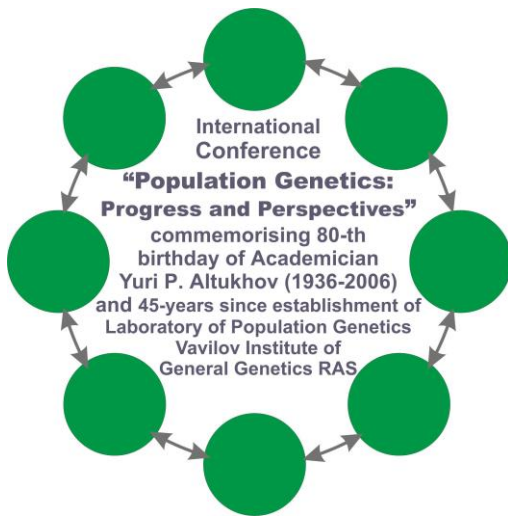 International
Conference
“Population Genetics:
Progress and Perspectives”
commemorising 80-th
birthday of Academician
Yuri P. Altukhov (1936-2006)
and 45-years since establishment of
Laboratory of Population Genetics
Vavilov Institute of
General Genetics RAS